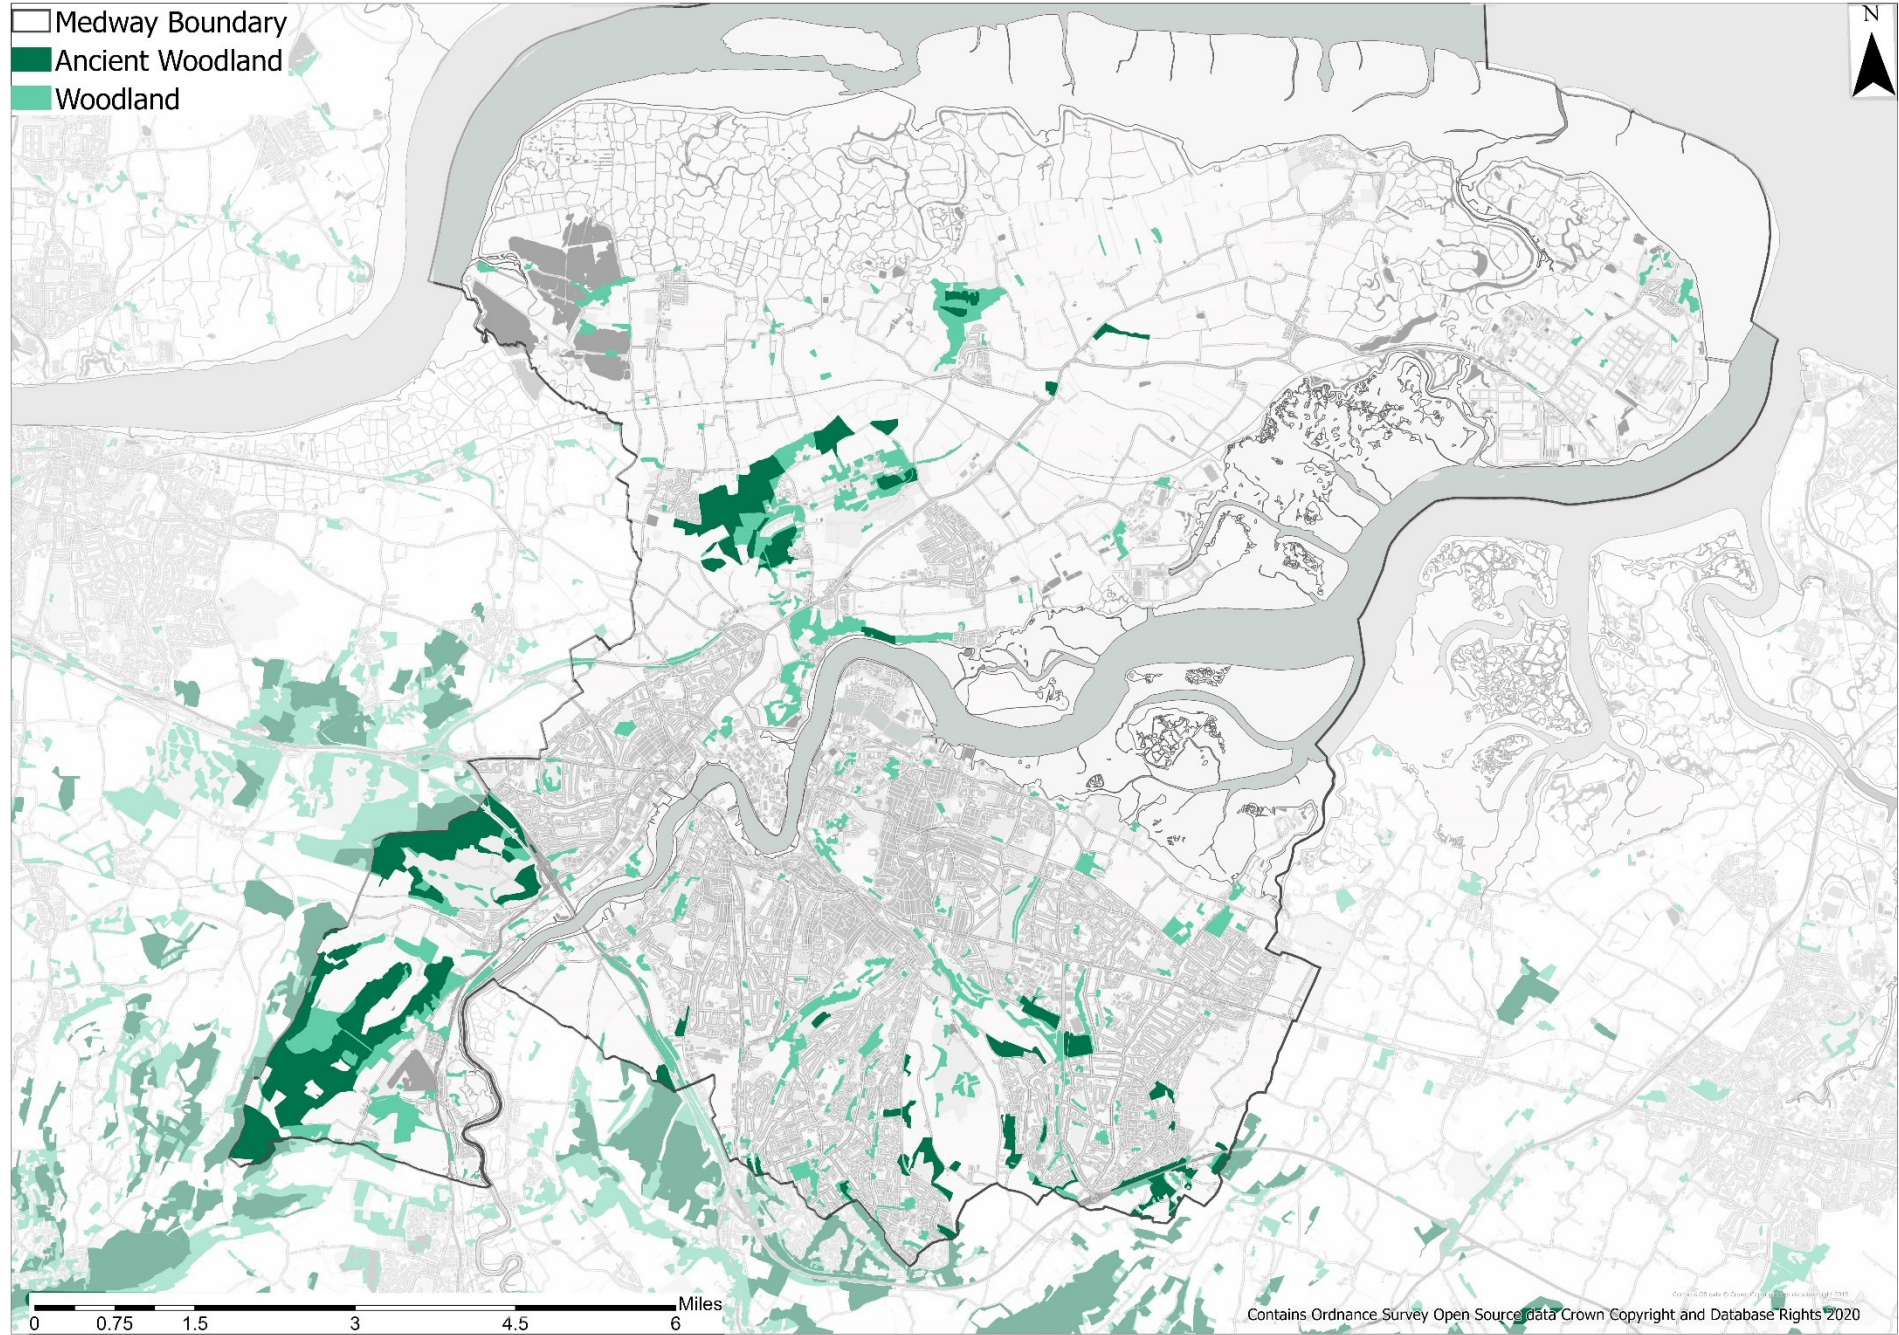 Medway Boundary
Ancient Woodland
Woodland
N
Miles
0 0.75 1.5 3 4.5 6
Contains Ordnance Survey Open Source data Crown Copyright and Database Rights 2020